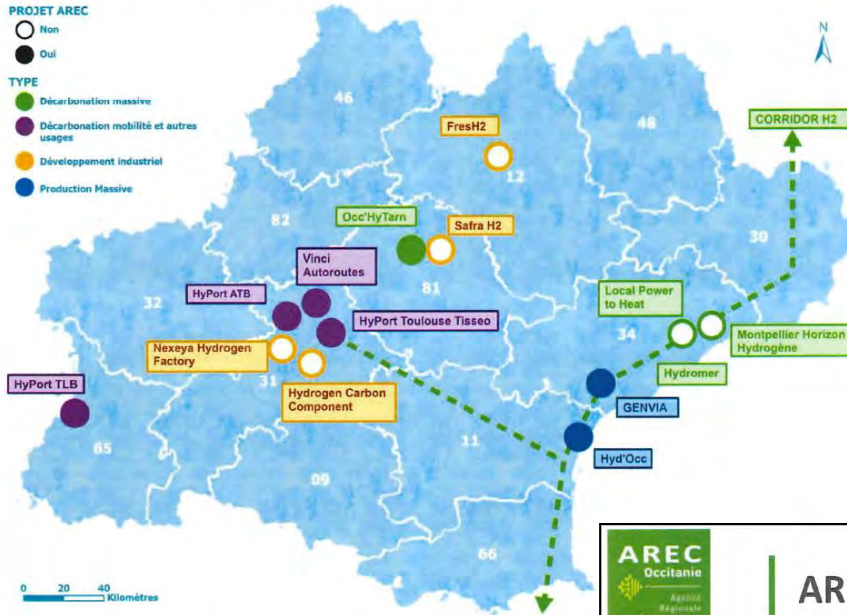 PROJET AREC
Non
Oui
TYPE
Décarbonation massive
Décarbonation mobilité et autres
usages
Développement industriel
Production Massive
N
46
48
CORRIDOR H2
FresH2
12
82
Occ'HyTarn
Safra H2
30
Vinci
Autoroutes
81
32
HyPort ATB
Local Power
to Heat
HyPort Toulouse Tisseo
34
Montpellier Horizon
Hydrogène
Nexeya Hydrogen
Factory
Hydromer
31
HyPort TLB
Hydrogen Carbon
Component
GENVIA
65
11
Hyd'Occ
09
66
0 20 40
Kilomètres
AREC
Occitanie
Agence
Régionale
AR